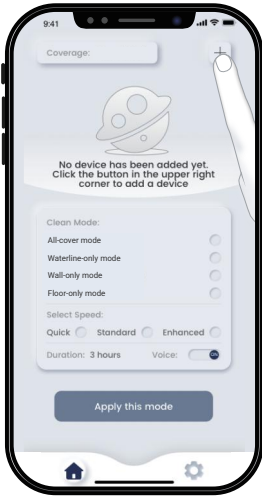 9:41
Coverage:
No device has been added yet.
Click the button in the upper right
corner to add a device
Clean Mode:
All-cover mode
Waterline-only mode
Wall-only mode
Floor-only mode
Select Speed:
Quick Standard Enhanced
Duration: 3 hours Voice: ON
Apply this mode